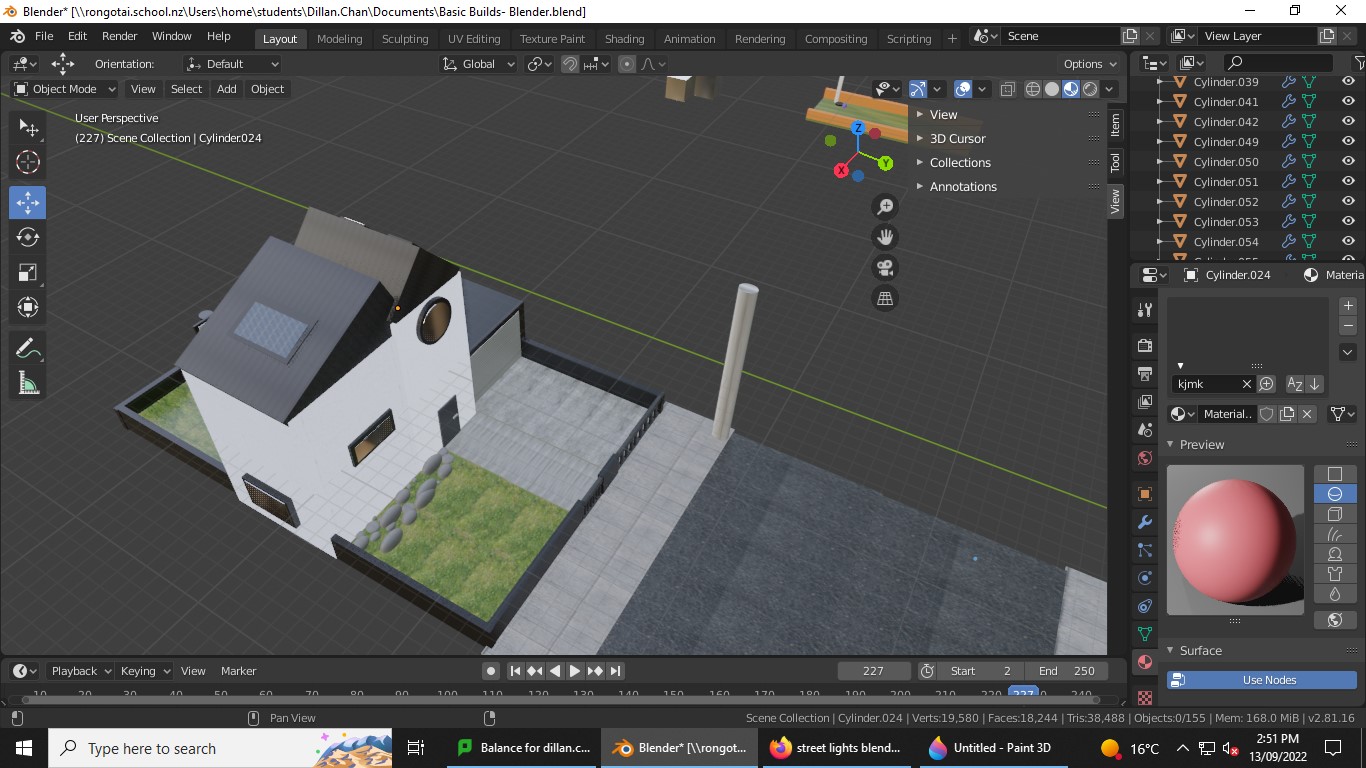 Blender* [\\rongotai.school.nz\Users\home\students\Dillan.Chan\Documents\Basic Builds- Blender.blend]
File Edit Render Window Help Layout Modeling Sculpting UV Editing Texture Paint Shading Animation Rendering Compositing Scripting + Scene View Layer
Orientation: Default Global Options
Object Mode View Select Add Object
User Perspective
(227) Scene Collection | Cylinder.024
Z
Y
X
View
3D Cursor
Collections
Annotations
Item
Tool
View
Cylinder.039
Cylinder.041
Cylinder.042
Cylinder.049
Cylinder.050
Cylinder.051
Cylinder.052
Cylinder.053
Cylinder.054
Cylinder.024 Materia
kjmk
Material..
Preview
Surface
Use Nodes
Playback Keying View Marker 227 Start 2 End 250
10 20 30 40 50 60 70 80 90 100 110 120 130 140 150 160 170 180 190 200 210 220 227 240
Pan View Scene Collection | Cylinder.024 | Verts:19,580 | Faces:18,244 | Tris:38,488 | Objects:0/155 | Mem: 168.0 MiB | v2.81.16
Type here to search Balance for dillan.c... Blender* [\\rongot... street lights blend... Untitled - Paint 3D 16°C 2:51 PM
13/09/2022